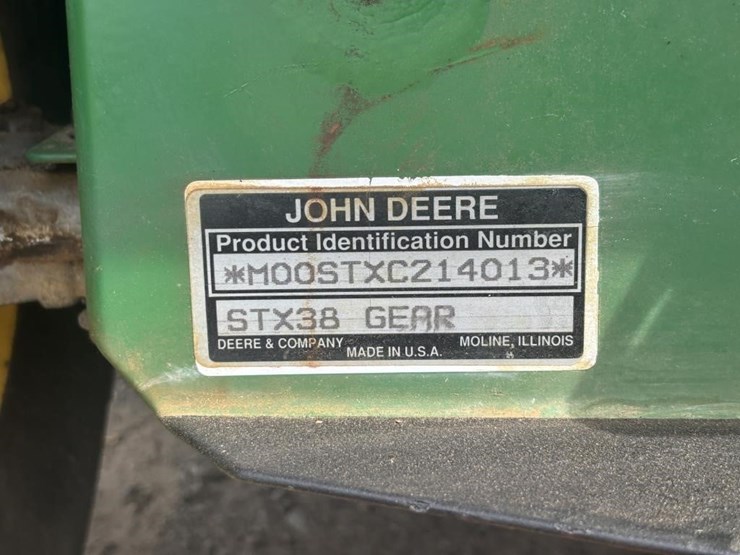 JOHN DEERE
Product Identification Number
*M00STXC214013*
STX38 GEAR
DEERE & COMPANY MOLINE, ILLINOIS
MADE IN U.S.A.